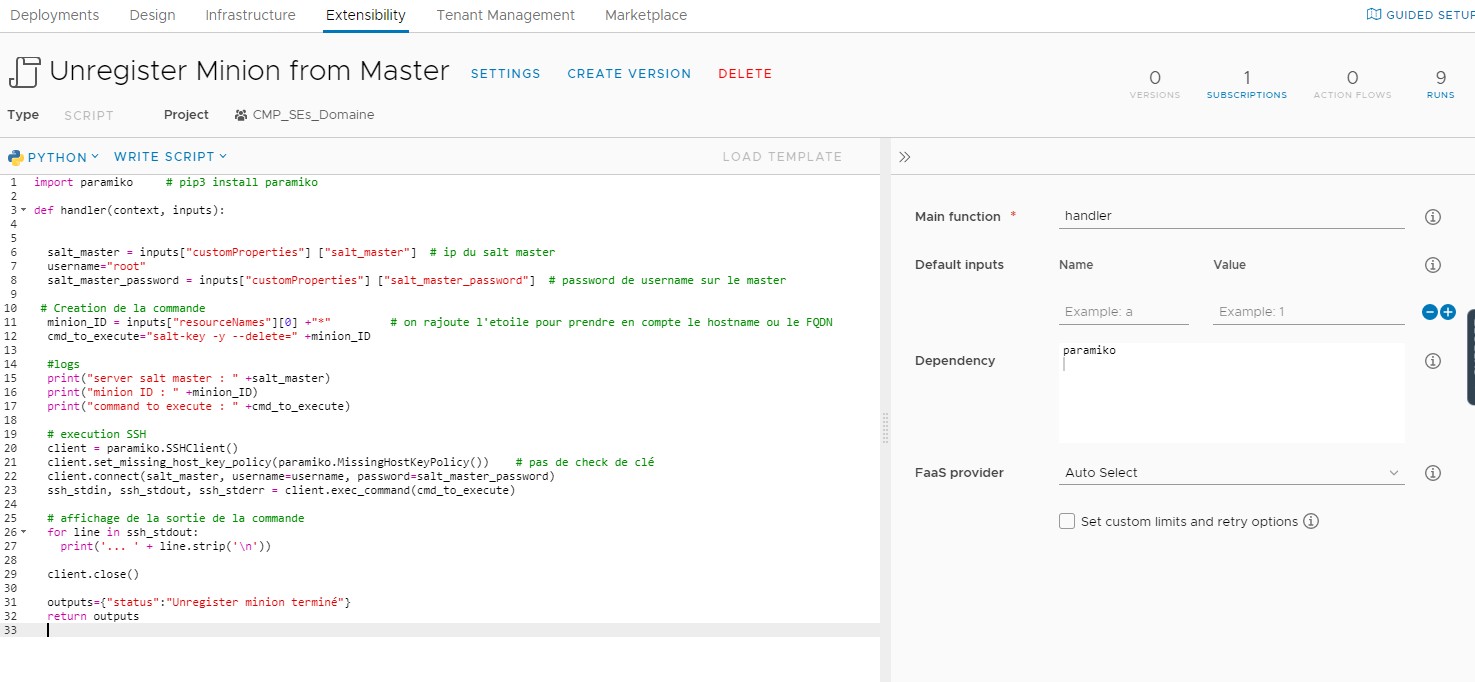 Deployments Design Infrastructure Extensibility Tenant Management Marketplace GUIDED SETUP
Unregister Minion from Master SETTINGS CREATE VERSION DELETE
0 VERSIONS 1 SUBSCRIPTIONS 0 ACTION FLOWS 9 RUNS
Type SCRIPT Project CMP_SEs_Domaine
PYTHON WRITE SCRIPT LOAD TEMPLATE
1 import paramiko     # pip3 install paramiko
2
3 def handler(context, inputs):
4
5
6   salt_master = inputs["customProperties"] ["salt_master"]  # ip du salt master
7   username="root"
8   salt_master_password = inputs["customProperties"] ["salt_master_password"]  # password de username sur le master
9
10  # Creation de la commande
11   minion_ID = inputs["resourceNames"][0] +"*"         # on rajoute l'etoile pour prendre en compte le hostname ou le FQDN
12   cmd_to_execute="salt-key -y --delete=" +minion_ID
13
14   #logs
15   print("server salt master : " +salt_master)
16   print("minion ID : " +minion_ID)
17   print("command to execute : " +cmd_to_execute)
18
19   # execution SSH
20   client = paramiko.SSHClient()
21   client.set_missing_host_key_policy(paramiko.MissingHostKeyPolicy())    # pas de check de clé
22   client.connect(salt_master, username=username, password=salt_master_password)
23   ssh_stdin, ssh_stdout, ssh_stderr = client.exec_command(cmd_to_execute)
24
25   # affichage de la sortie de la commande
26   for line in ssh_stdout:
27     print('... ' + line.strip('\n'))
28
29   client.close()
30
31   outputs={"status":"Unregister minion terminé"}
32   return outputs
33
Main function * handler
Default inputs Name Value
Example: a Example: 1
Dependency paramiko
FaaS provider Auto Select
Set custom limits and retry options